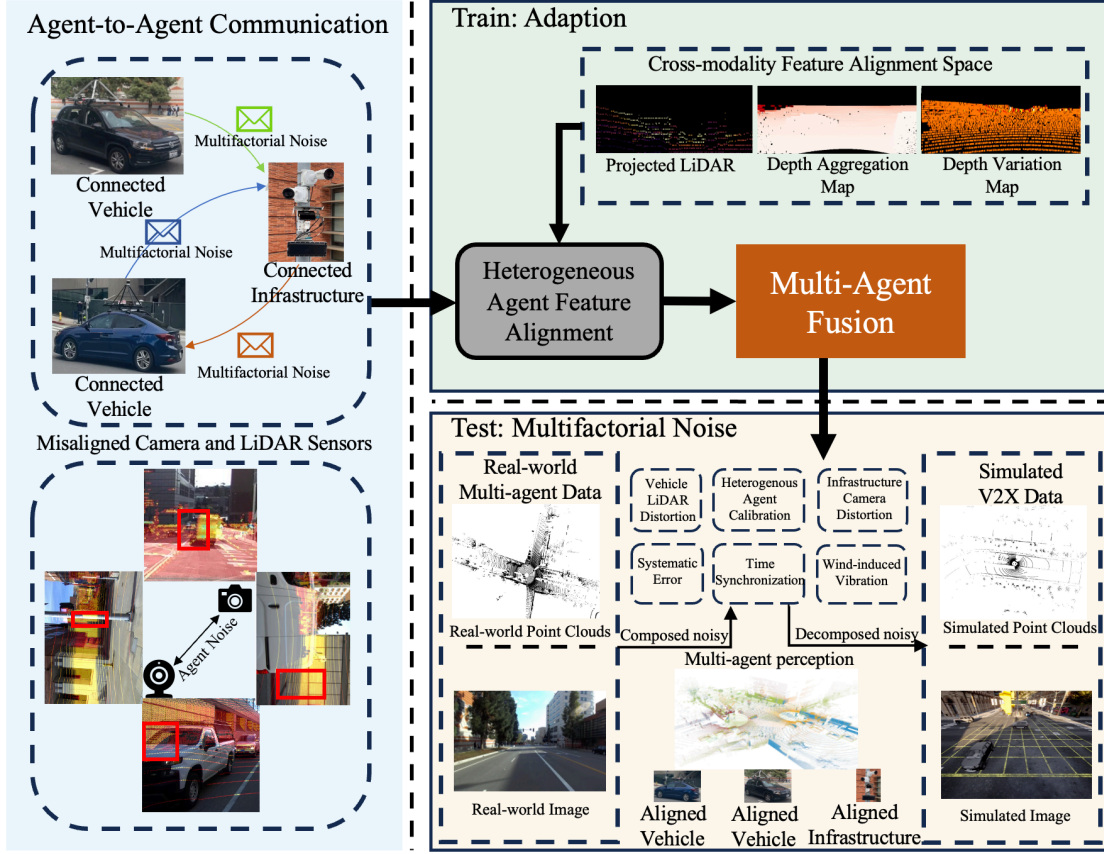 Agent-to-Agent Communication
Multifactorial Noise
Connected
Vehicle
Multifactorial Noise
Connected
Infrastructure
Multifactorial Noise
Connected
Vehicle
Misaligned Camera and LiDAR Sensors
Agent Noise
Train: Adaption
Cross-modality Feature Alignment Space
Projected LiDAR
Depth Aggregation
Map
Depth Variation
Map
Heterogeneous
Agent Feature
Alignment
Multi-Agent
Fusion
Test: Multifactorial Noise
Real-world
Multi-agent Data
Real-world Point Clouds
Real-world Image
Vehicle
LiDAR
Distortion
Heterogenous
Agent
Calibration
Infrastructure
Camera
Distortion
Systematic
Error
Time
Synchronization
Wind-induced
Vibration
Composed noisy
Decomposed noisy
Multi-agent perception
Aligned
Vehicle
Aligned
Vehicle
Aligned
Infrastructure
Simulated
V2X Data
Simulated Point Clouds
Simulated Image